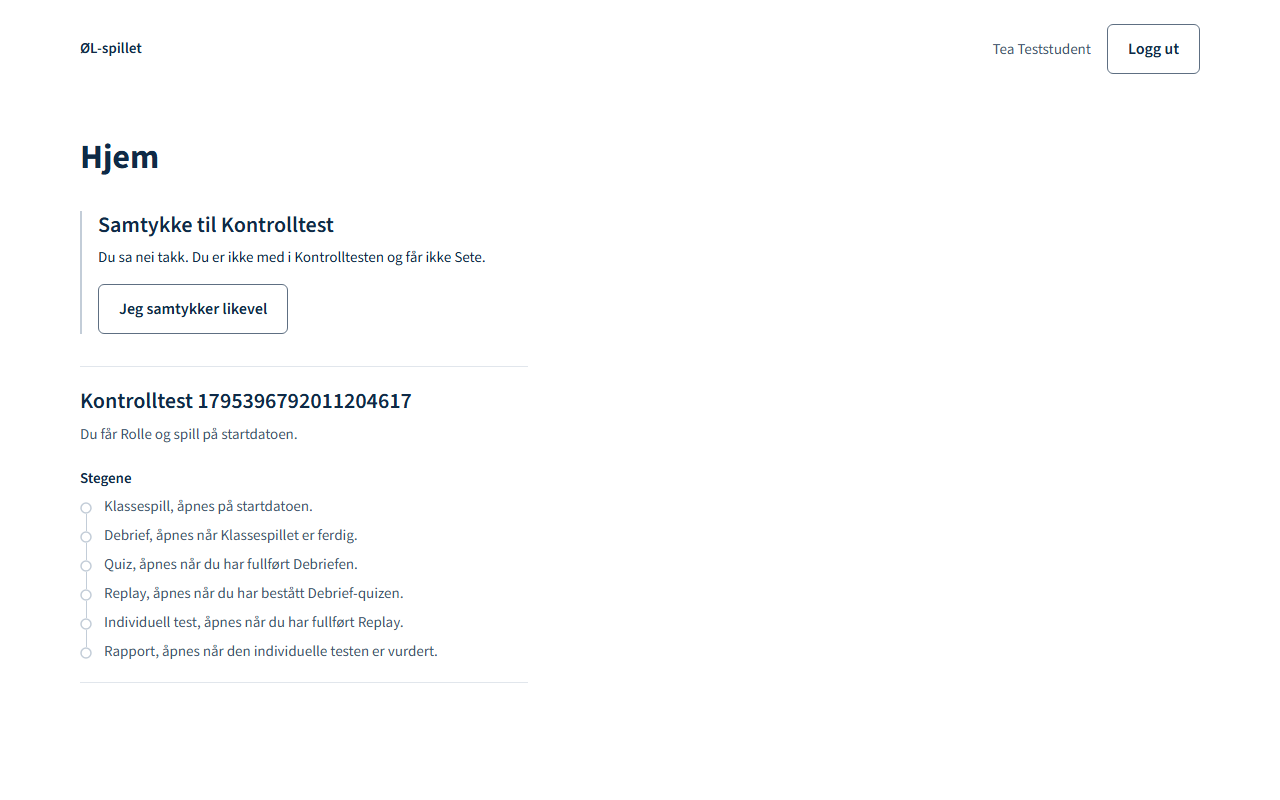 ØL-spillet
Tea Teststudent
Logg ut
Hjem
Samtykke til Kontrolltest
Du sa nei takk. Du er ikke med i Kontrolltesten og får ikke Sete.
Jeg samtykker likevel
Kontrolltest 1795396792011204617
Du får Rolle og spill på startdatoen.
Stegene
Klassespill, åpnes på startdatoen.
Debrief, åpnes når Klassespillet er ferdig.
Quiz, åpnes når du har fullført Debriefen.
Replay, åpnes når du har bestått Debrief-quizen.
Individuell test, åpnes når du har fullført Replay.
Rapport, åpnes når den individuelle testen er vurdert.